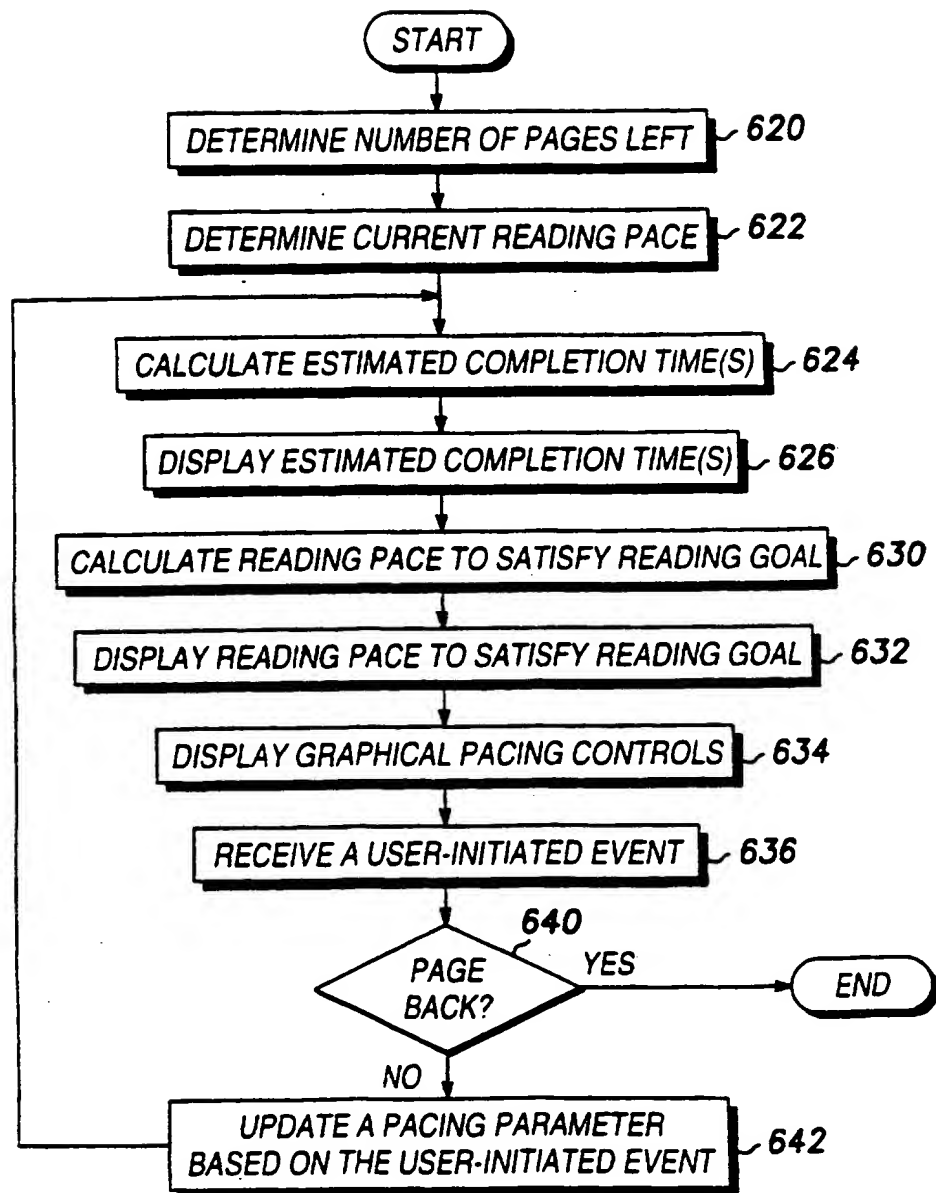 START
DETERMINE NUMBER OF PAGES LEFT 620
DETERMINE CURRENT READING PACE 622
CALCULATE ESTIMATED COMPLETION TIME(S) 624
DISPLAY ESTIMATED COMPLETION TIME(S) 626
CALCULATE READING PACE TO SATISFY READING GOAL 630
DISPLAY READING PACE TO SATISFY READING GOAL 632
DISPLAY GRAPHICAL PACING CONTROLS 634
RECEIVE A USER-INITIATED EVENT 636
640
PAGE
BACK?
YES
END
NO
UPDATE A PACING PARAMETER
BASED ON THE USER-INITIATED EVENT 642